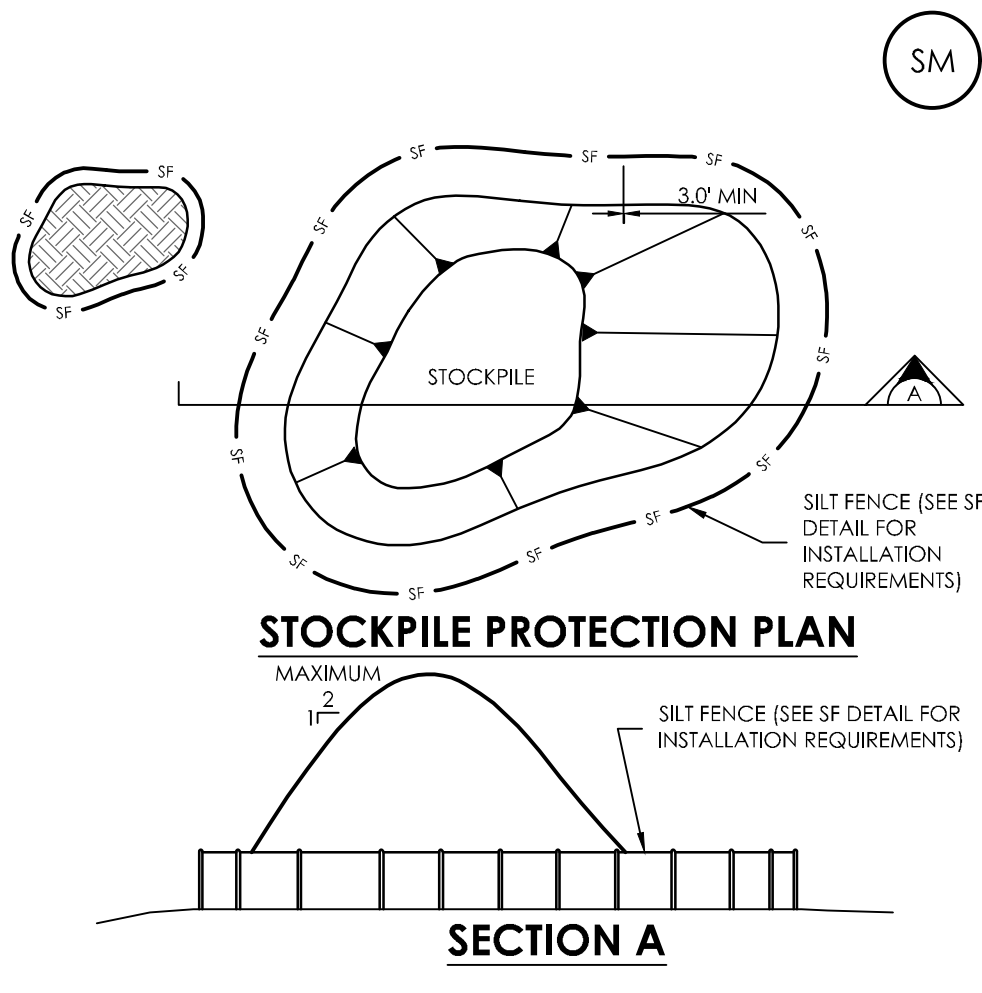 SM
SF
SF
SF
SF
3.0' MIN
SF
SF
SF
SF
SF
SF
SF
SF
STOCKPILE
A
SF
SF
SF
SILT FENCE (SEE SF
DETAIL FOR
INSTALLATION
REQUIREMENTS)
SF
SF
SF
SF
STOCKPILE PROTECTION PLAN
MAXIMUM
2
1
SILT FENCE (SEE SF DETAIL FOR
INSTALLATION REQUIREMENTS)
SECTION A